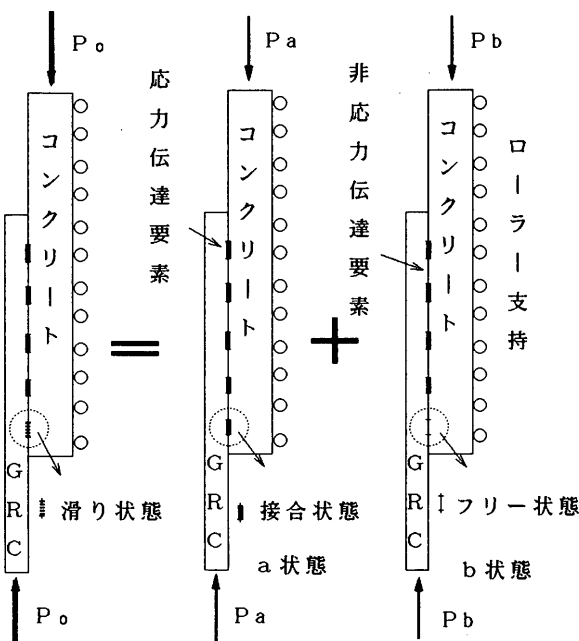 P₀
コンクリート
GRC
滑り状態
P₀
Pa
応力伝達要素
コンクリート
GRC
接合状態
a状態
Pa
Pb
非応力伝達要素
コンクリート
ローラー支持
GRC
フリー状態
b状態
Pb
=
+